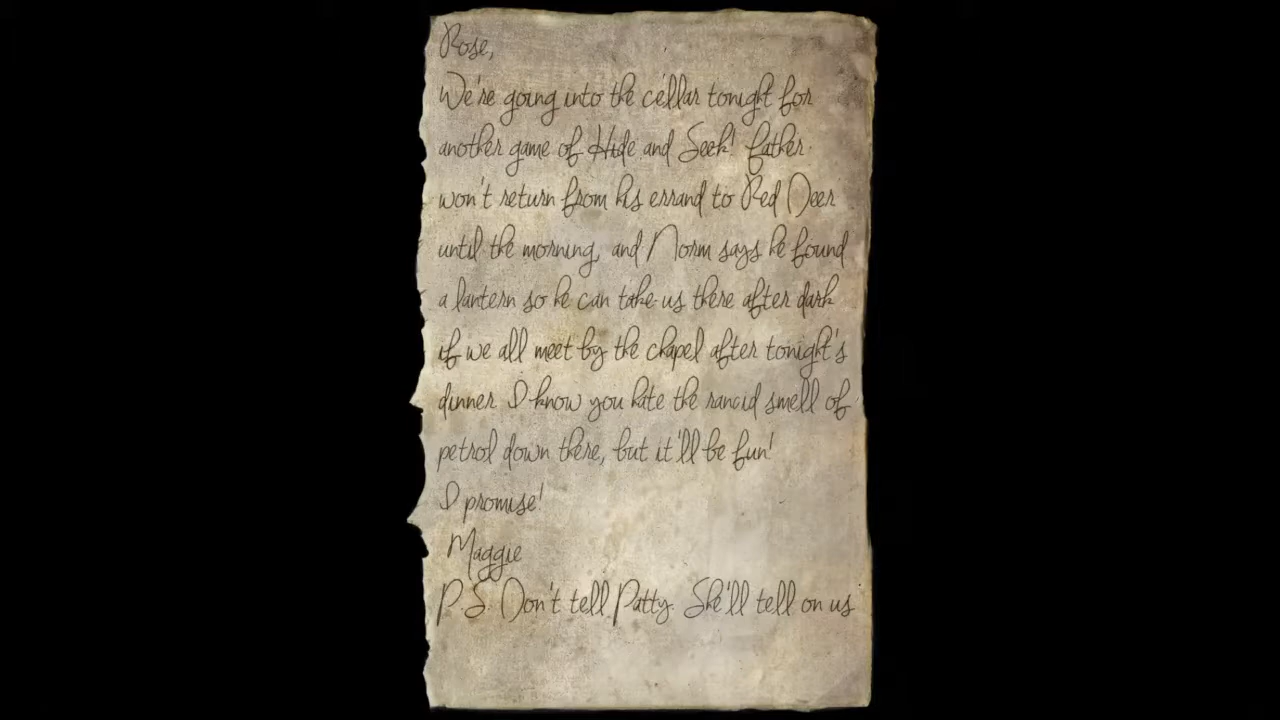 Rose,
We're going into the cellar tonight for
another game of Hide and Seek! Father
won't return from his errand to Red Deer
until the morning, and Norm says he found
a lantern so he can take us there after dark
if we all meet by the chapel after tonight's
dinner. I know you hate the rancid smell of
petrol down there, but it'll be fun!
I promise!
Maggie
P.S. Don't tell Patty. She'll tell on us